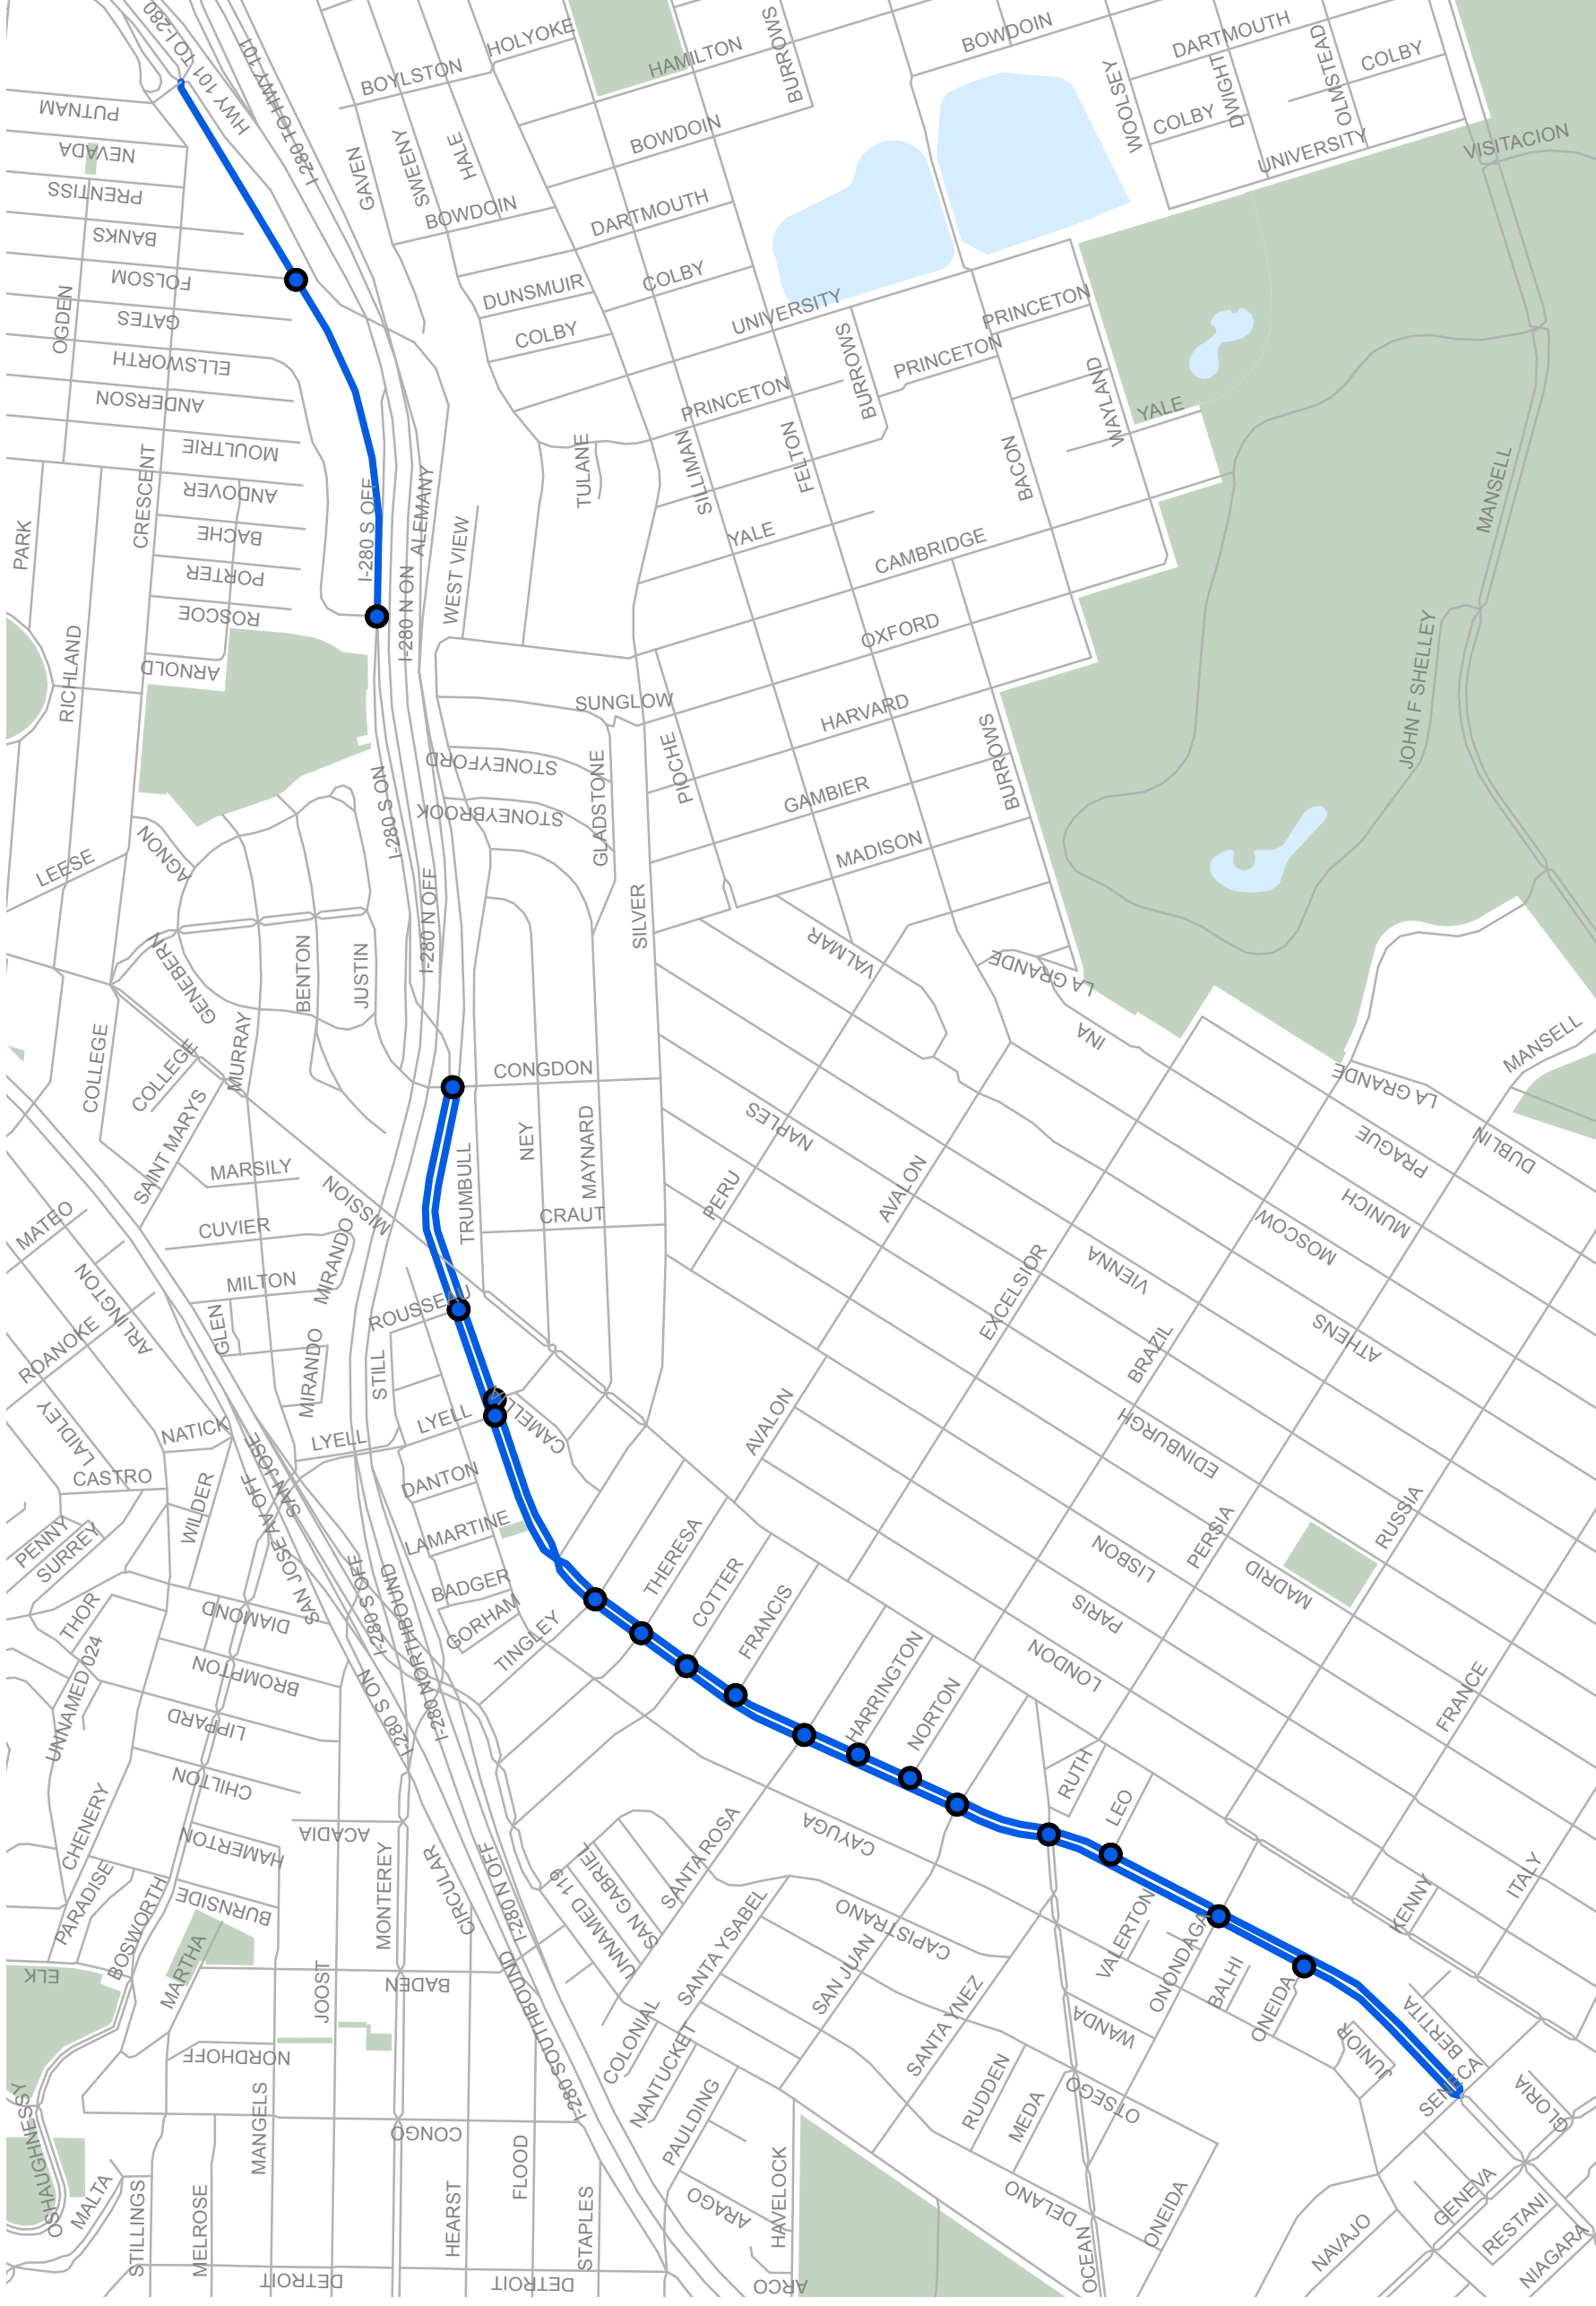 I-280
HWY 101 TO I-280
I-280 TO HWY 101
HOLYOKE
BOYLSTON
HAMILTON
BURROWS
BOWDOIN
DARTMOUTH
OLMSTEAD
COLBY
DWIGHT
WOOLSEY
COLBY
UNIVERSITY
VISITACION
PUTNAM
NEVADA
PRENTISS
BANKS
FOLSOM
GATES
ELLSWORTH
ANDERSON
MOULTRIE
ANDOVER
BACHE
PORTER
ROSCOE
ARNOLD
OGDEN
CRESCENT
PARK
RICHLAND
GAVEN
SWEENY
HALE
BOWDOIN
BOWDOIN
DARTMOUTH
DUNSMUIR
COLBY
COLBY
UNIVERSITY
BURROWS
PRINCETON
PRINCETON
PRINCETON
WAYLAND
YALE
TULANE
SILLIMAN
FELTON
BACON
YALE
CAMBRIDGE
OXFORD
HARVARD
GAMBIER
MADISON
BURROWS
PIOCHE
MANSELL
JOHN F SHELLEY
I-280 S OFF
ALEMANY
I-280 N ON
WEST VIEW
SUNGLOW
STONEYFORD
STONEYBROOK
GLADSTONE
SILVER
I-280 S ON
I-280 N OFF
LEESE
AGNON
GENEBERN
BENTON
JUSTIN
COLLEGE
COLLEGE
MURRAY
SAINT MARYS
MARSILY
CUVIER
MILTON
MISSION
MIRANDO
MIRANDO
GLEN
VALMAR
LA GRANDE
INA
LA GRANDE
MANSELL
CONGDON
NEY
MAYNARD
TRUMBULL
CRAUT
NAPLES
PERU
AVALON
PRAGUE
DUBLIN
MUNICH
MOSCOW
VIENNA
ATHENS
EXCELSIOR
BRAZIL
MATEO
ARLINGTON
ROANOKE
LAIDLEY
CASTRO
NATICK
WILDER
PENNY
SURREY
THOR
UNNAMED 024
SAN JOSE
SAN JOSE AV OFF
SAN JOSE
ROUSSEAU
STILL
LYELL
LYELL
CAMELLIA
DANTON
LAMARTINE
BADGER
GORHAM
TINGLEY
THERESA
COTTER
FRANCIS
AVALON
EDINBURGH
LISBON
PERSIA
RUSSIA
MADRID
PARIS
LONDON
FRANCE
HARRINGTON
NORTON
RUTH
LEO
DIAMOND
BROMPTON
LIPPARD
CHILTON
CHENERY
HAMERTON
ACADIA
PARADISE
BURNSIDE
BOSWORTH
MARTHA
ELK
I-280 S OFF
I-280 NORTHBOUND
I-280 S ON
MONTEREY
CIRCULAR
I-280 N OFF
I-280 SOUTHBOUND
JOOST
BADEN
NORDHOFF
MANGELS
CONGO
OSHAUGHNESSY
MALTA
STILLINGS
MELROSE
DETROIT
HEARST
FLOOD
STAPLES
DETROIT
UNNAMED 119
SAN GABRIEL
SANTA ROSA
CAYUGA
CAPISTRANO
SANTA YSABEL
COLONIAL
NANTUCKET
PAULDING
SAN JUAN
SANTA YNEZ
ARAGO
HAVELOCK
ARCO
RUDDEN
MEDA
OTSEGO
WANDA
DELANO
OCEAN
ONEIDA
VALERTON
ONONDAGA
BALHI
ONEIDA
JUNIOR
KENNY
ITALY
BERTITA
SENECA
GLORIA
GENEVA
RESTANI
NIAGARA
NAVAJO